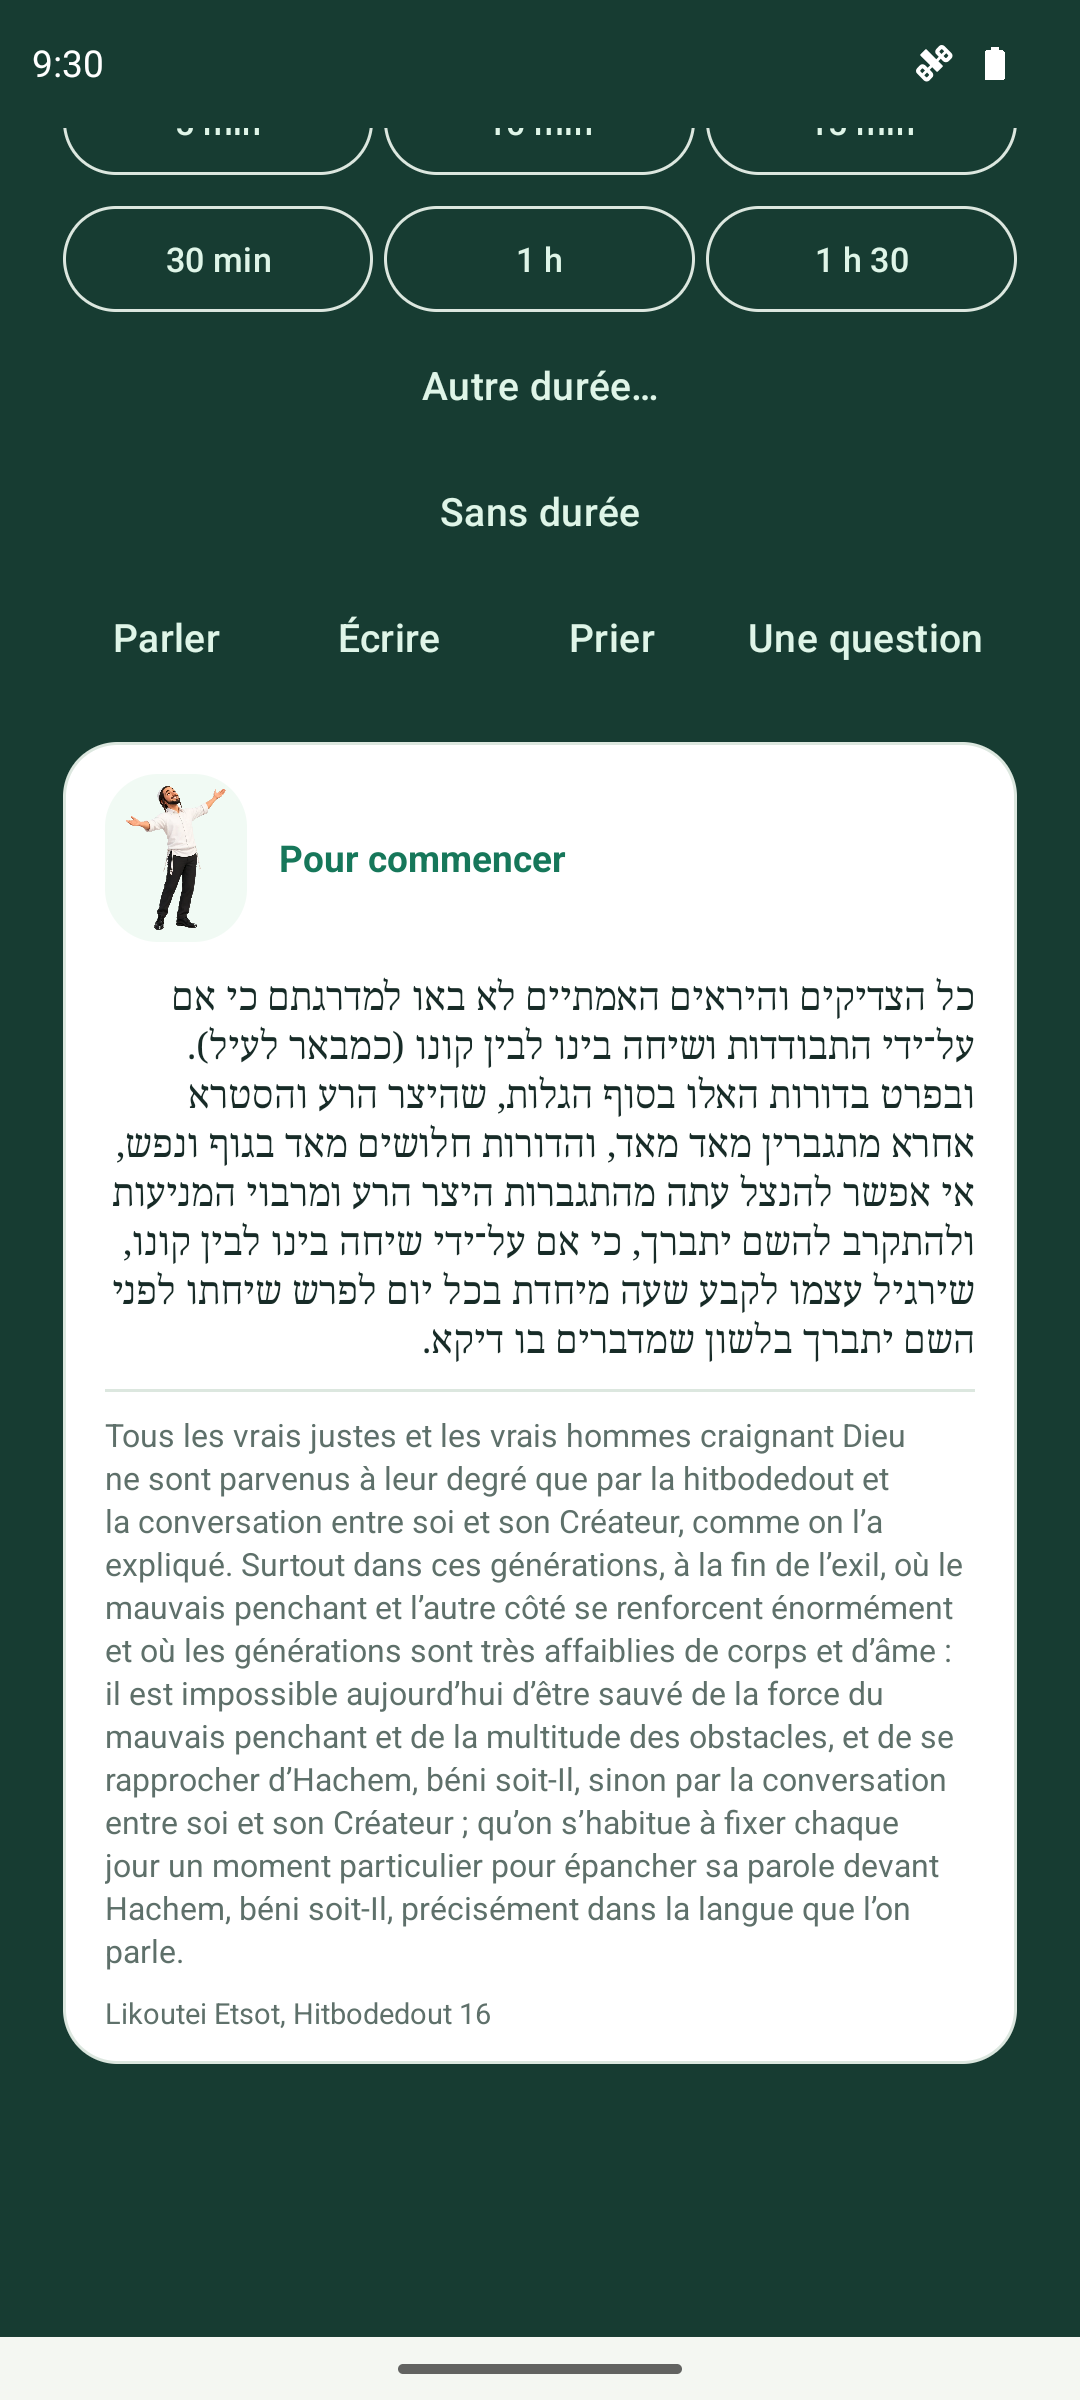 9:30
30 min
1 h
1 h 30
Autre durée…
Sans durée
Parler
Écrire
Prier
Une question
Pour commencer
כל הצדיקים והיראים האמתיים לא באו למדרגתם כי אם
על־ידי התבודדות ושיחה בינו לבין קונו (כמבאר לעיל).
ובפרט בדורות האלו בסוף הגלות, שהיצר הרע והסטרא
אחרא מתגברין מאד מאד, והדורות חלושים מאד בגוף ונפש,
אי אפשר להנצל עתה מהתגברות היצר הרע ומרבוי המניעות
ולהתקרב להשם יתברך, כי אם על־ידי שיחה בינו לבין קונו,
שירגיל עצמו לקבע שעה מיחדת בכל יום לפרש שיחתו לפני
השם יתברך בלשון שמדברים בו דיקא.
Tous les vrais justes et les vrais hommes craignant Dieu
ne sont parvenus à leur degré que par la hitbodedout et
la conversation entre soi et son Créateur, comme on l’a
expliqué. Surtout dans ces générations, à la fin de l’exil, où le
mauvais penchant et l’autre côté se renforcent énormément
et où les générations sont très affaiblies de corps et d’âme :
il est impossible aujourd’hui d’être sauvé de la force du
mauvais penchant et de la multitude des obstacles, et de se
rapprocher d’Hachem, béni soit-Il, sinon par la conversation
entre soi et son Créateur ; qu’on s’habitue à fixer chaque
jour un moment particulier pour épancher sa parole devant
Hachem, béni soit-Il, précisément dans la langue que l’on
parle.
Likoutei Etsot, Hitbodedout 16